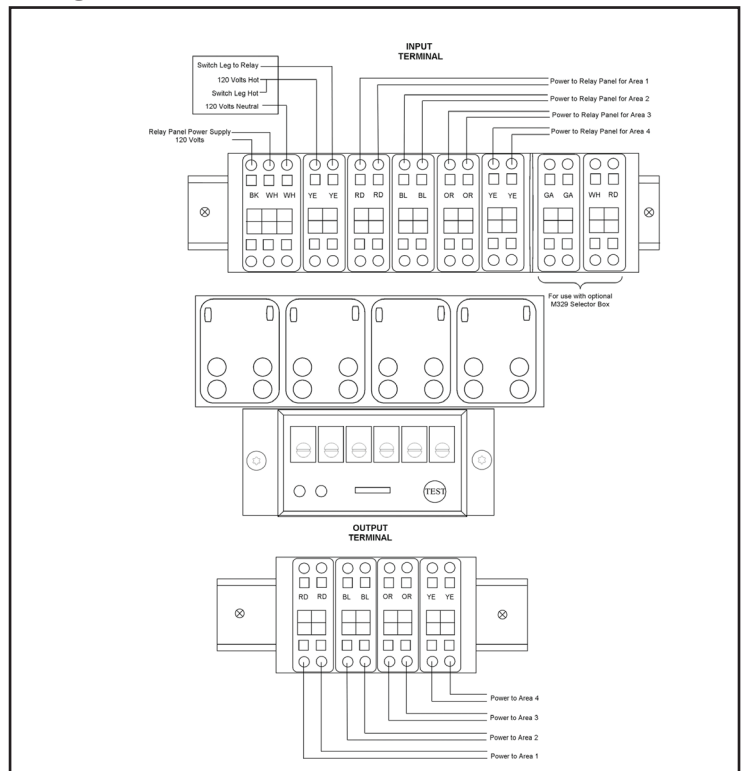 INPUT
TERMINAL
Switch Leg to Relay
120 Volts Hot
Switch Leg Hot
120 Volts Neutral
Relay Panel Power Supply
120 Volts
Power to Relay Panel for Area 1
Power to Relay Panel for Area 2
Power to Relay Panel for Area 3
Power to Relay Panel for Area 4
BK WH WH YE YE RD RD BL BL OR OR YE YE GA GA WH RD
For use with optional
M329 Selector Box
TEST
OUTPUT
TERMINAL
RD RD BL BL OR OR YE YE
Power to Area 4
Power to Area 3
Power to Area 2
Power to Area 1